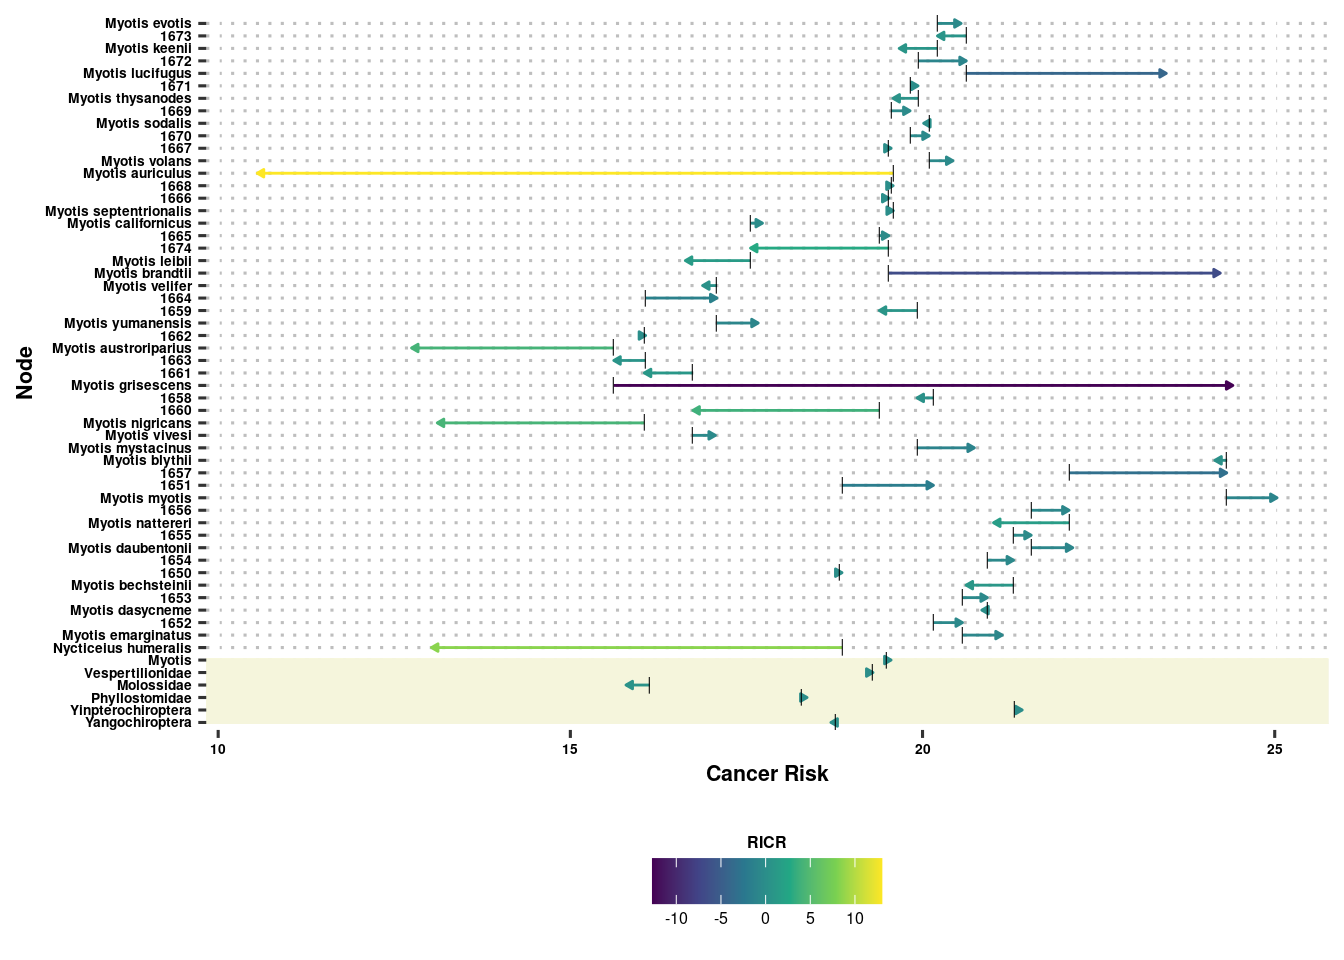 Myotis evotis
1673
Myotis keenii
1672
Myotis lucifugus
1671
Myotis thysanodes
1669
Myotis sodalis
1670
1667
Myotis volans
Myotis auriculus
1668
1666
Myotis septentrionalis
Myotis californicus
1665
1674
Myotis leibii
Myotis brandtii
Myotis velifer
1664
1659
Myotis yumanensis
1662
Myotis austroriparius
1663
1661
Myotis grisescens
1658
1660
Myotis nigricans
Myotis vivesi
Myotis mystacinus
Myotis blythii
1657
1651
Myotis myotis
1656
Myotis nattereri
1655
Myotis daubentonii
1654
1650
Myotis bechsteinii
1653
Myotis dasycneme
1652
Myotis emarginatus
Nycticeius humeralis
Myotis
Vespertilionidae
Molossidae
Phyllostomidae
Yinpterochiroptera
Yangochiroptera
Node
10 15 20 25
Cancer Risk
RICR
-10 -5 0 5 10